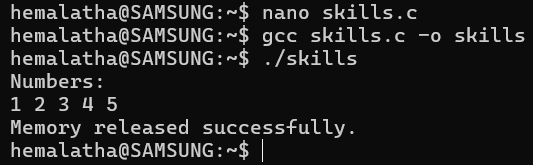 hemalatha@SAMSUNG:~$ nano skills.c
hemalatha@SAMSUNG:~$ gcc skills.c -o skills
hemalatha@SAMSUNG:~$ ./skills
Numbers:
1 2 3 4 5
Memory released successfully.
hemalatha@SAMSUNG:~$